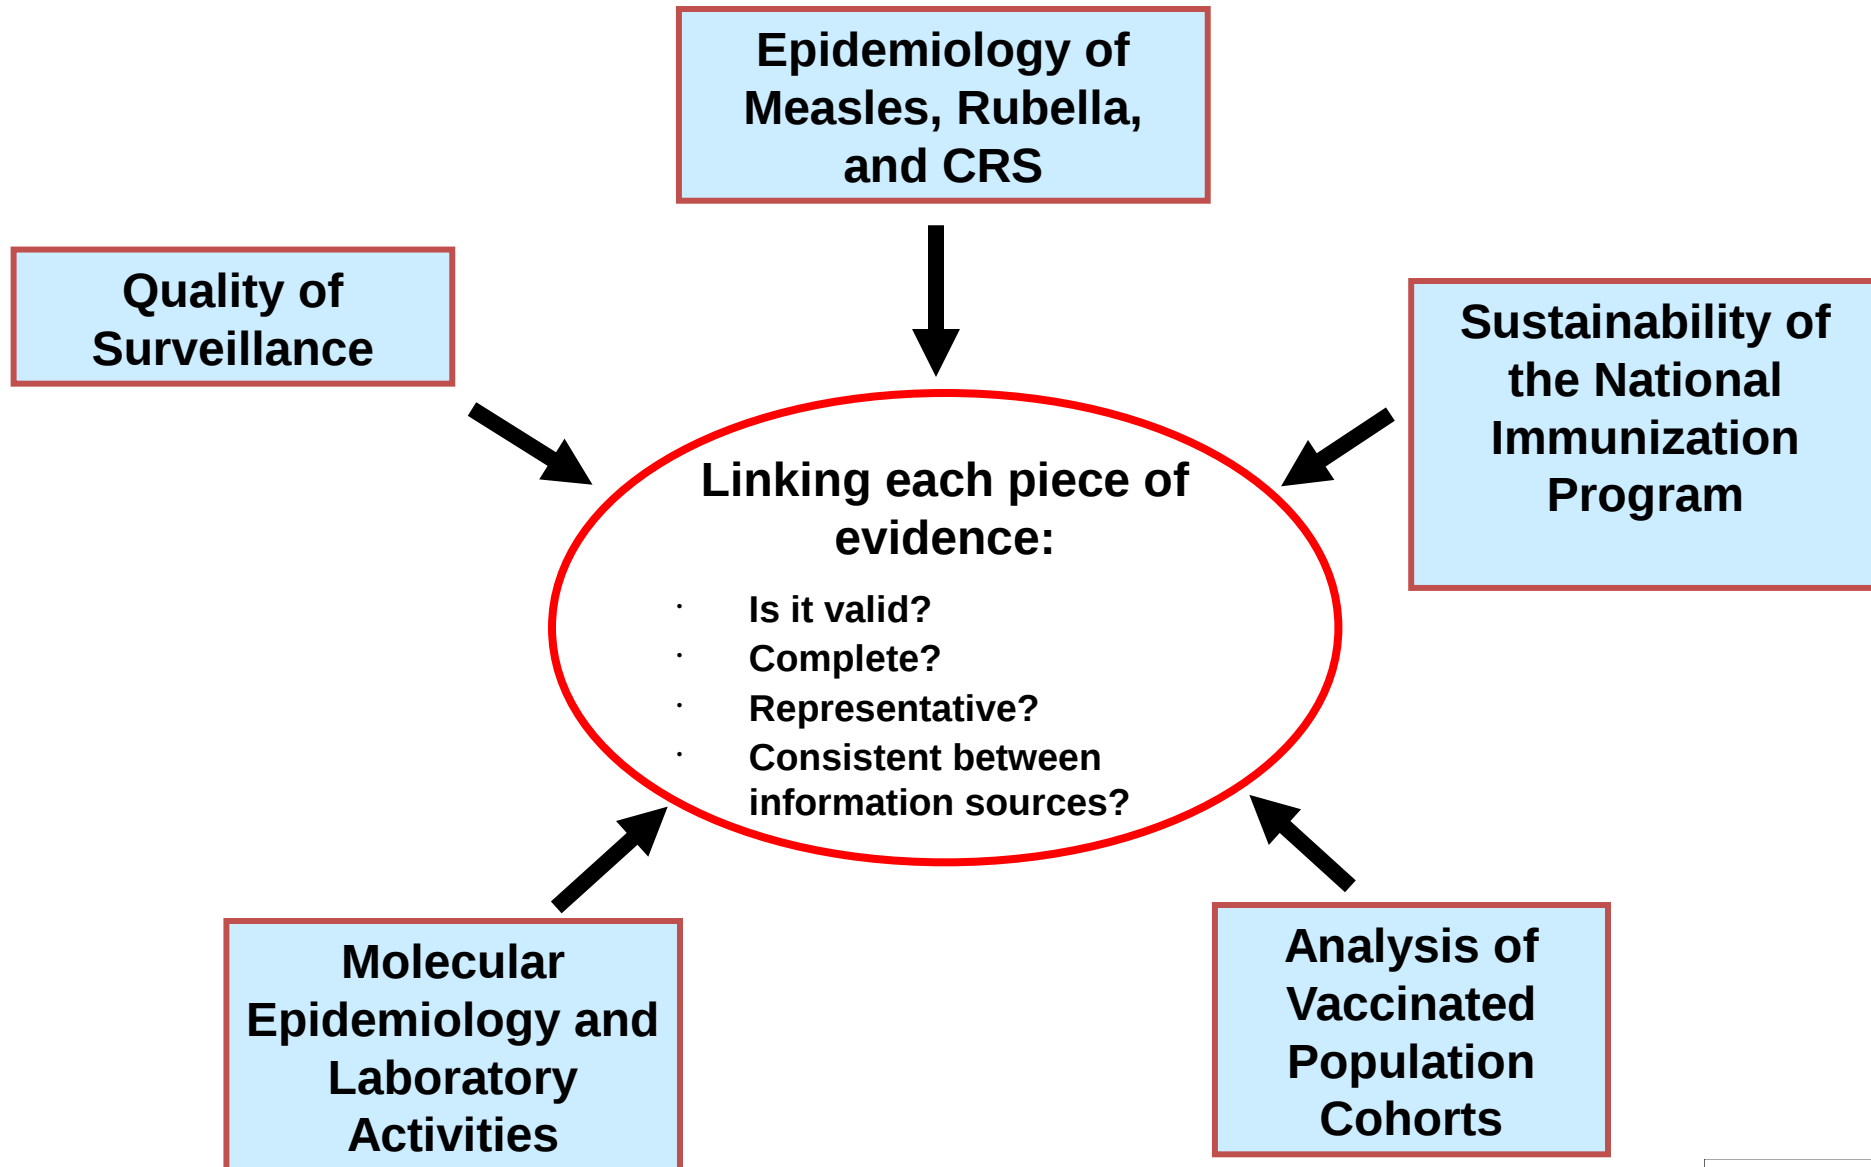 Epidemiology of
Measles, Rubella,
and CRS
Quality of
Surveillance
Sustainability of
the National
Immunization
Program
Linking each piece of
evidence:
· Is it valid?
· Complete?
· Representative?
· Consistent between
information sources?
Molecular
Epidemiology and
Laboratory
Activities
Analysis of
Vaccinated
Population
Cohorts